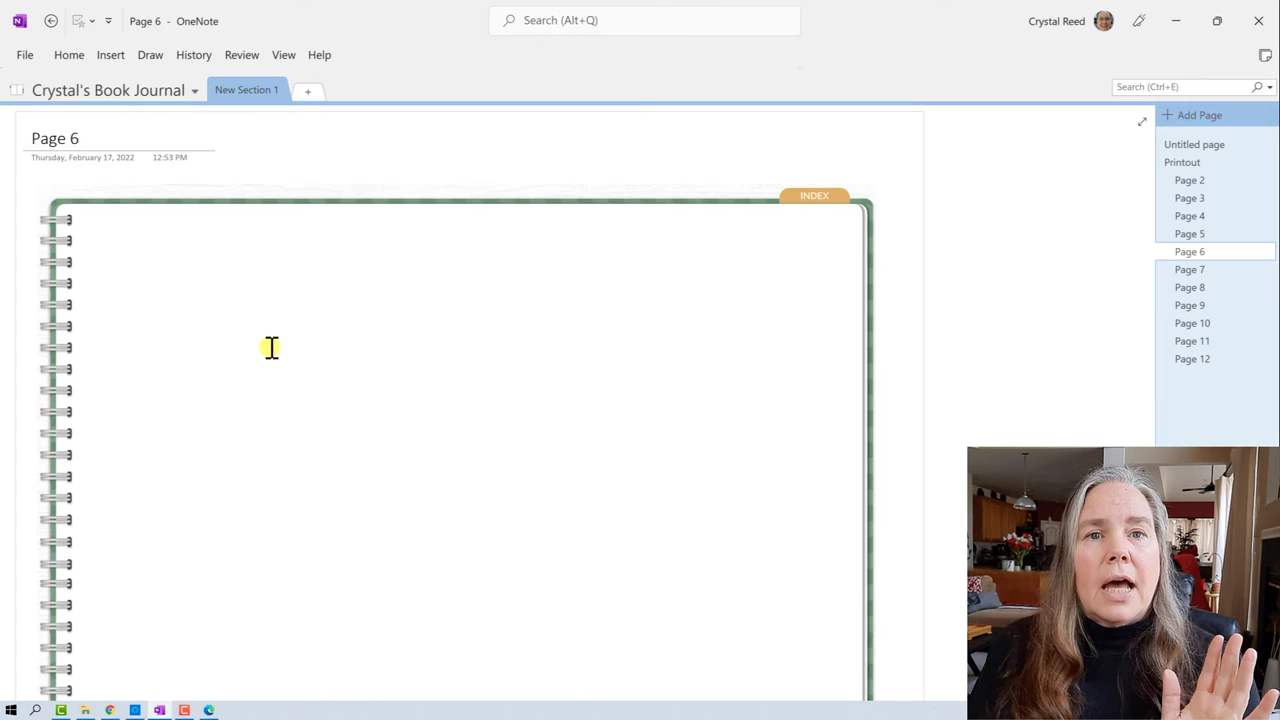 Page 6 - OneNote
Search (Alt+Q)
Crystal Reed
File Home Insert Draw View History Review View Help
Crystal's Book Journal
New Section 1
Search (Ctrl+E)
Page 6
Thursday, February 17, 2022 12:53 PM
INDEX
Add Page
Untitled page
Printout
Page 2
Page 3
Page 4
Page 5
Page 6
Page 7
Page 8
Page 9
Page 10
Page 11
Page 12